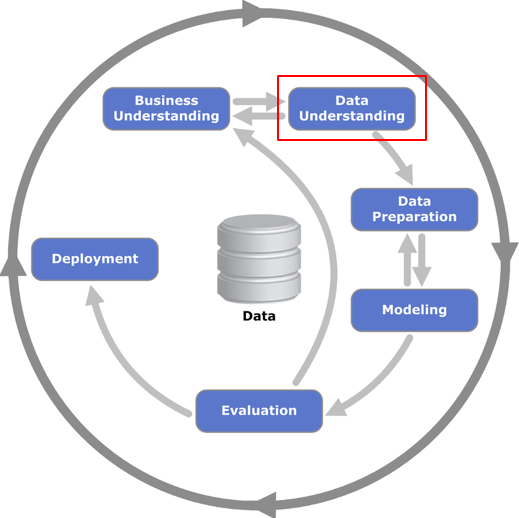 Business
Understanding
Data
Understanding
Data
Preparation
Deployment
Modeling
Data
Evaluation